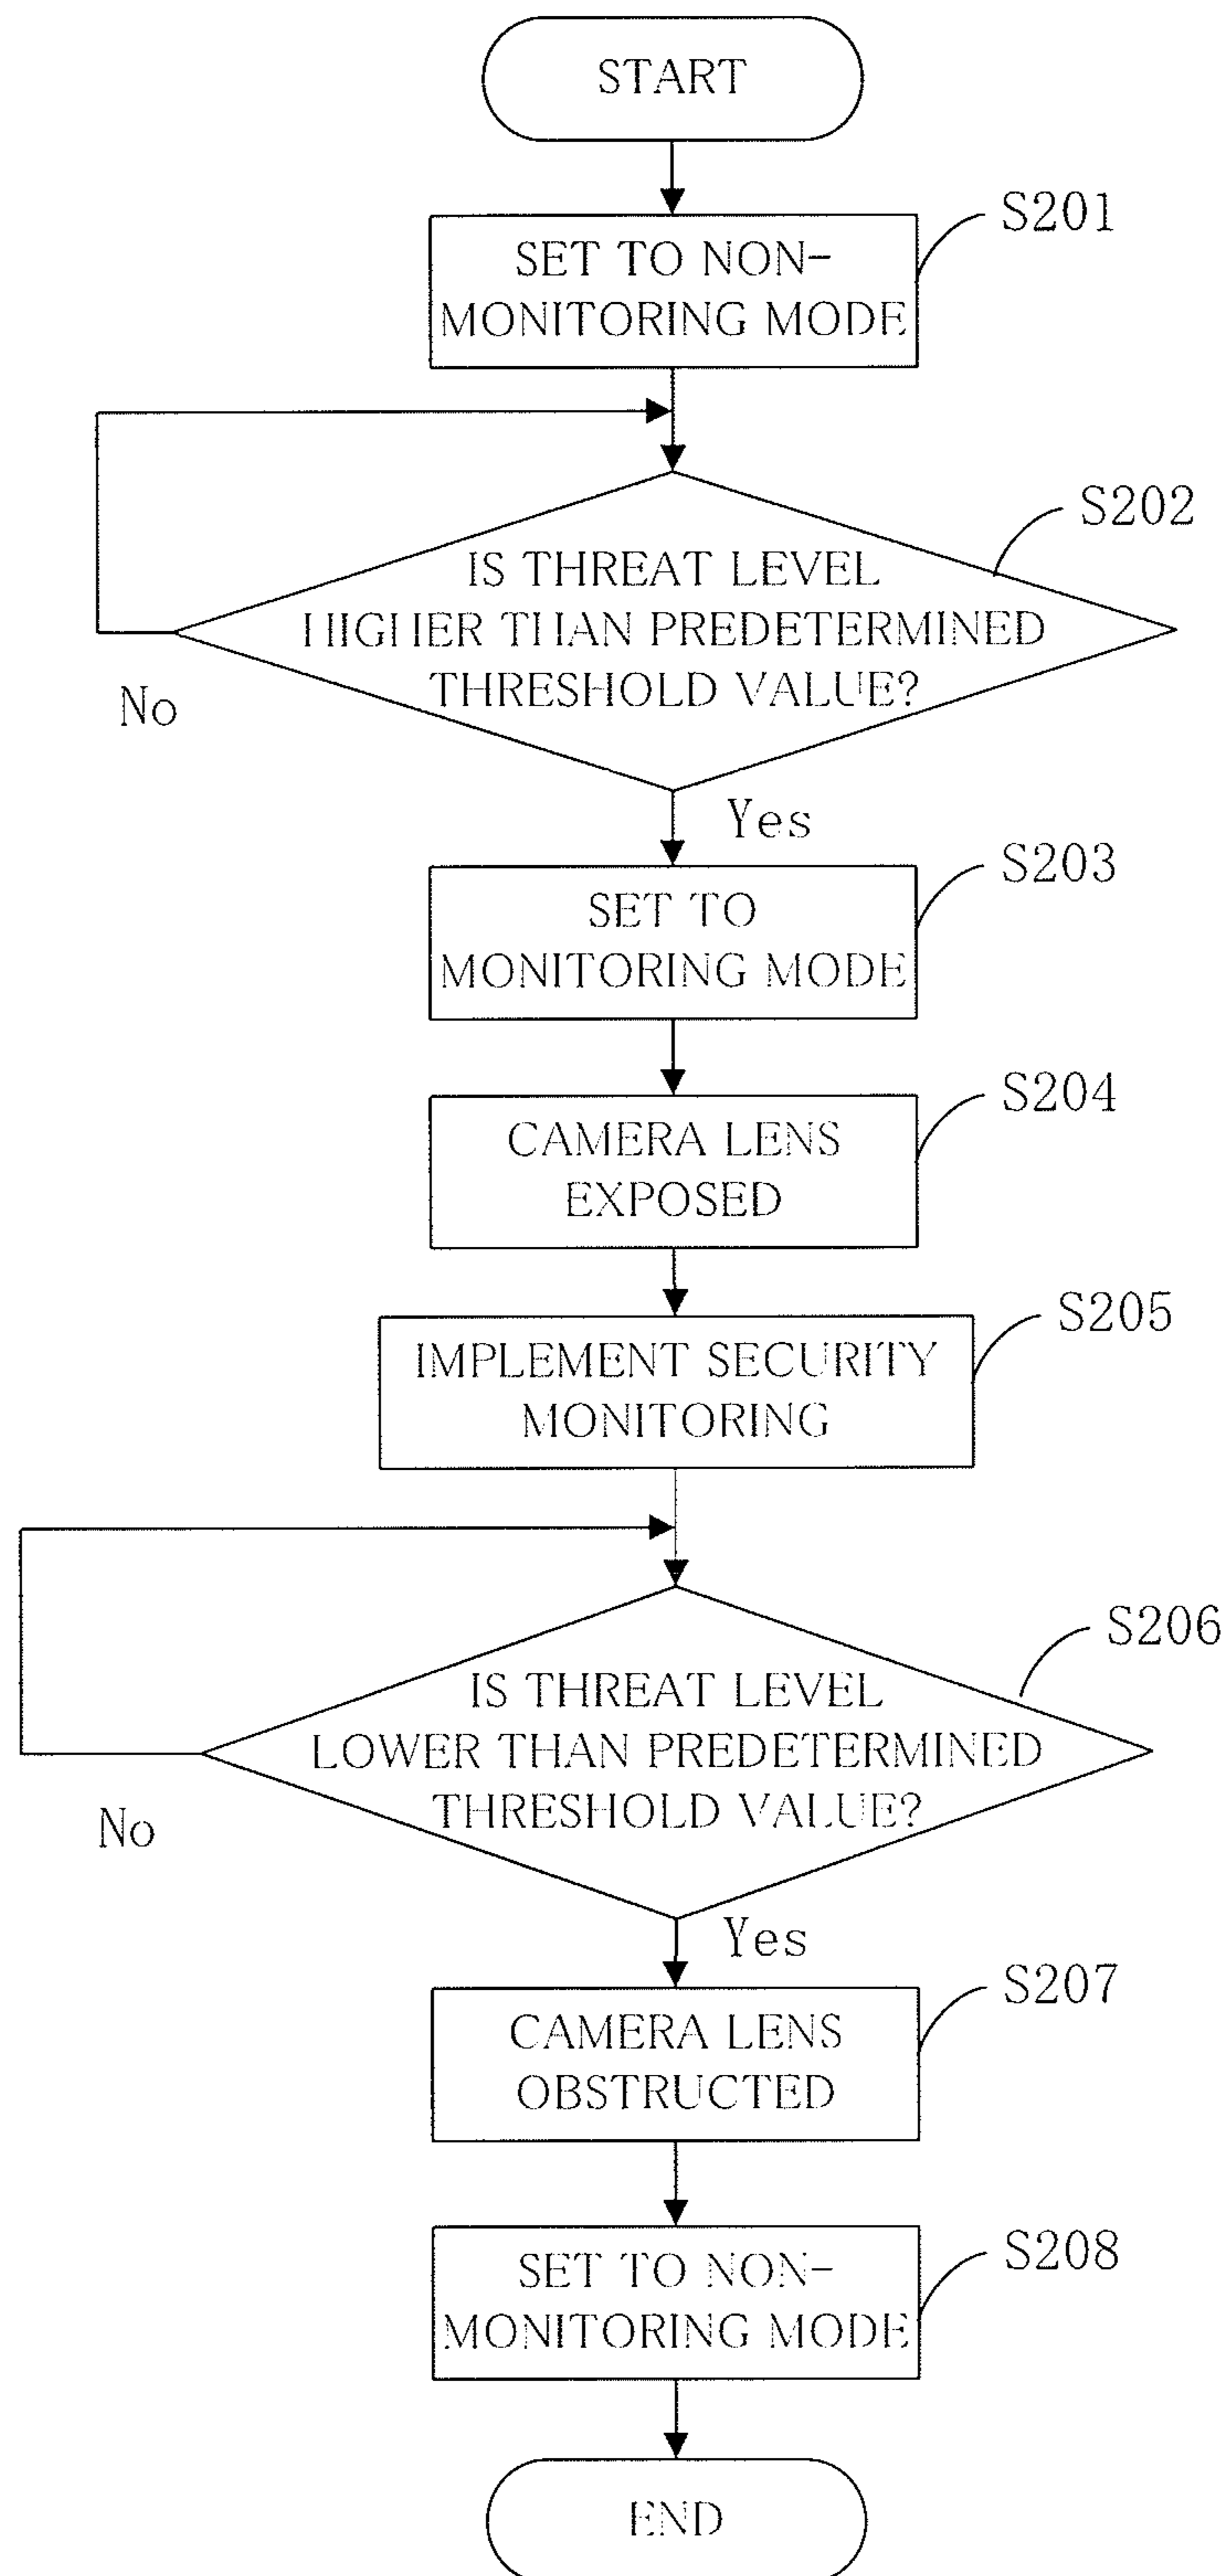 START
S201
SET TO NON-
MONITORING MODE
S202
IS THREAT LEVEL
HIGHER THAN PREDETERMINED
THRESHOLD VALUE?
No
Yes
S203
SET TO
MONITORING MODE
S204
CAMERA LENS
EXPOSED
S205
IMPLEMENT SECURITY
MONITORING
S206
IS THREAT LEVEL
LOWER THAN PREDETERMINED
THRESHOLD VALUE?
No
Yes
S207
CAMERA LENS
OBSTRUCTED
S208
SET TO NON-
MONITORING MODE
END